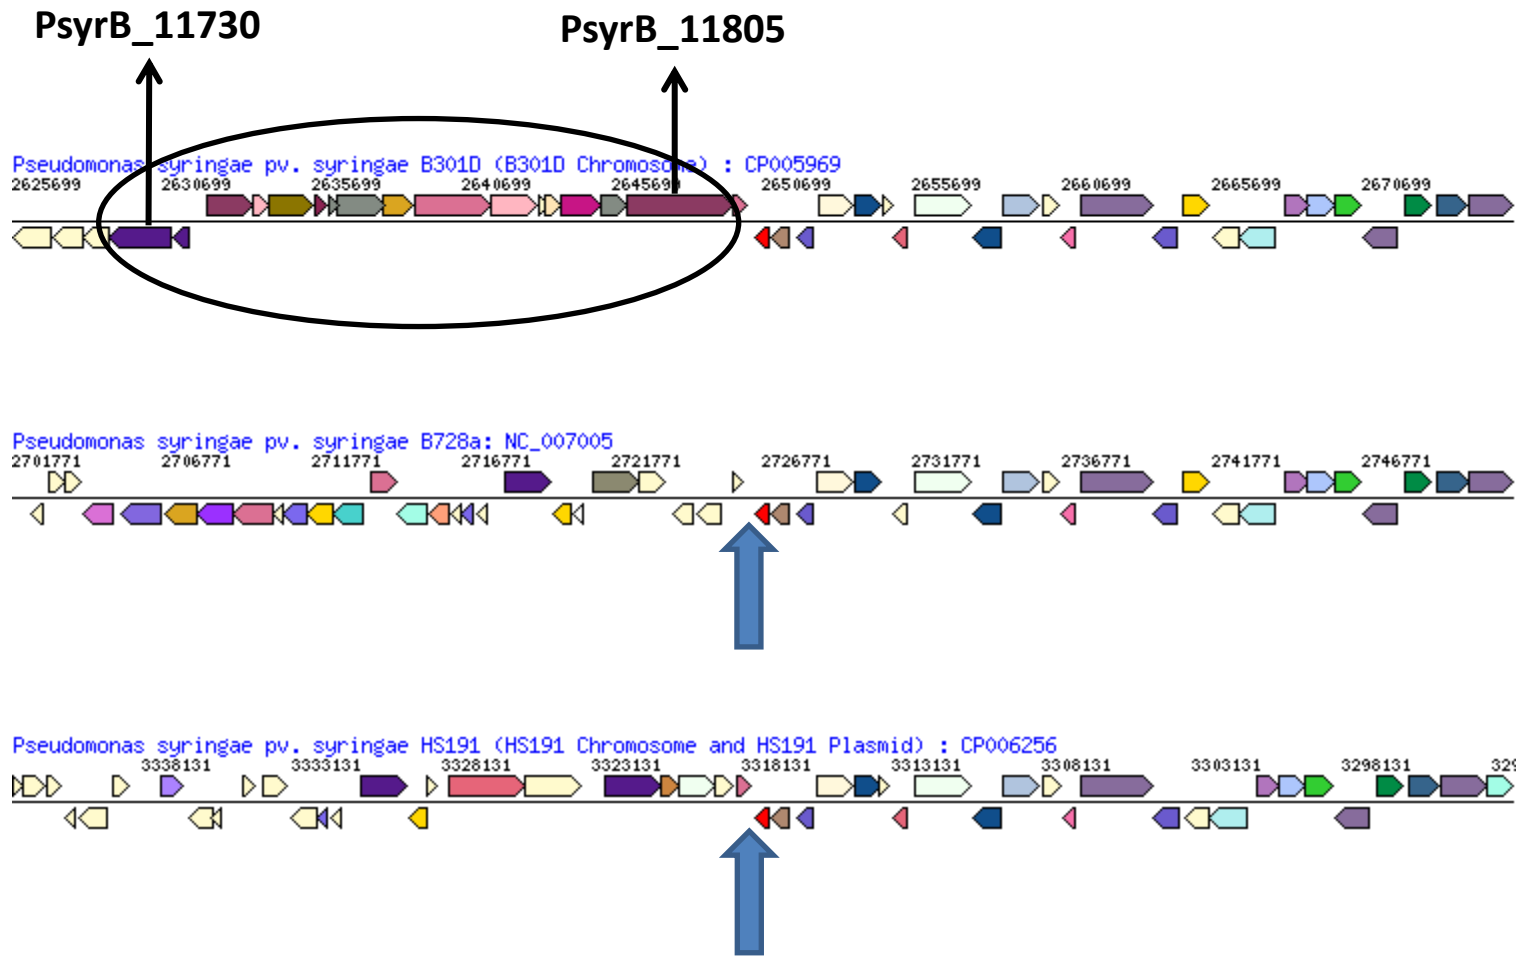 PsyrB_11730 PsyrB_11805
Pseudomonas syringae pv. syringae B301D (B301D Chromosome) : CP005969
2625699 2630699 2635699 2640699 2645699 2650699 2655699 2660699 2665699 2670699
Pseudomonas syringae pv. syringae B728a: NC_007005
2701771 2706771 2711771 2716771 2721771 2726771 2731771 2736771 2741771 2746771
Pseudomonas syringae pv. syringae HS191 (HS191 Chromosome and HS191 Plasmid) : CP006256
3338131 3333131 3328131 3323131 3318131 3313131 3308131 3303131 3298131 329